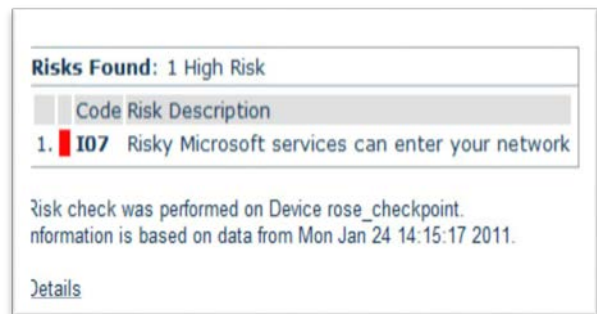 Risks Found: 1 High Risk
Code Risk Description
1. I07 Risky Microsoft services can enter your network
Risk check was performed on Device rose_checkpoint.
nformation is based on data from Mon Jan 24 14:15:17 2011.
Details